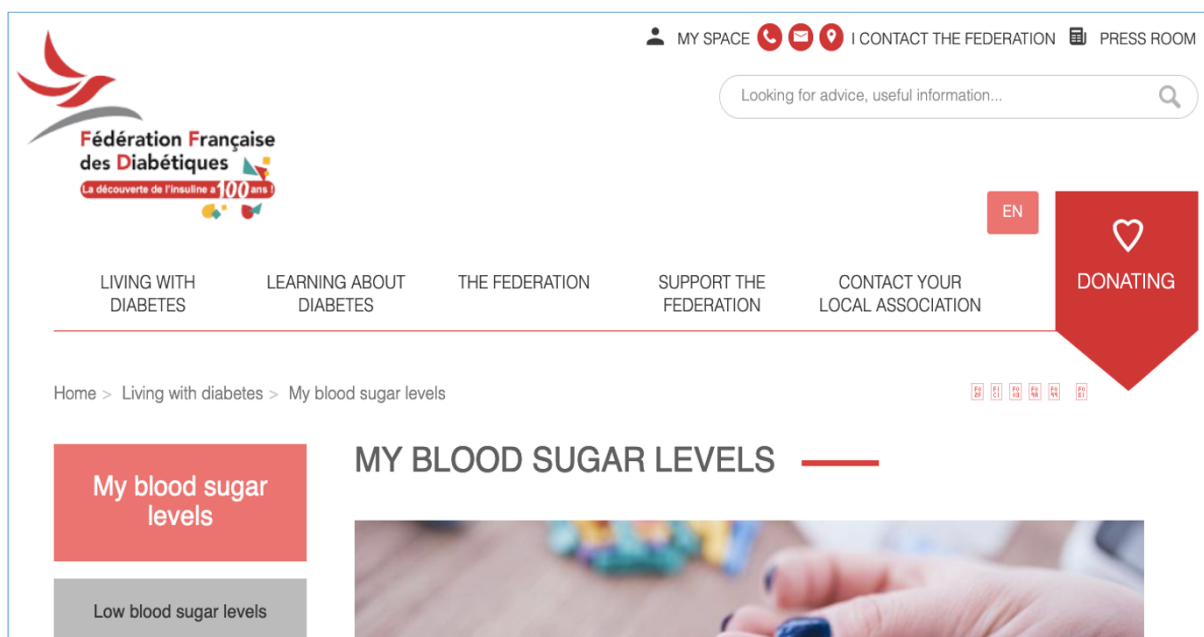 MY SPACE I CONTACT THE FEDERATION PRESS ROOM
Looking for advice, useful information...
Fédération Française
des Diabétiques
La découverte de l'insuline a 100 ans !
EN
DONATING
LIVING WITH
DIABETES
LEARNING ABOUT
DIABETES
THE FEDERATION
SUPPORT THE
FEDERATION
CONTACT YOUR
LOCAL ASSOCIATION
Home > Living with diabetes > My blood sugar levels
My blood sugar
levels
Low blood sugar levels
MY BLOOD SUGAR LEVELS